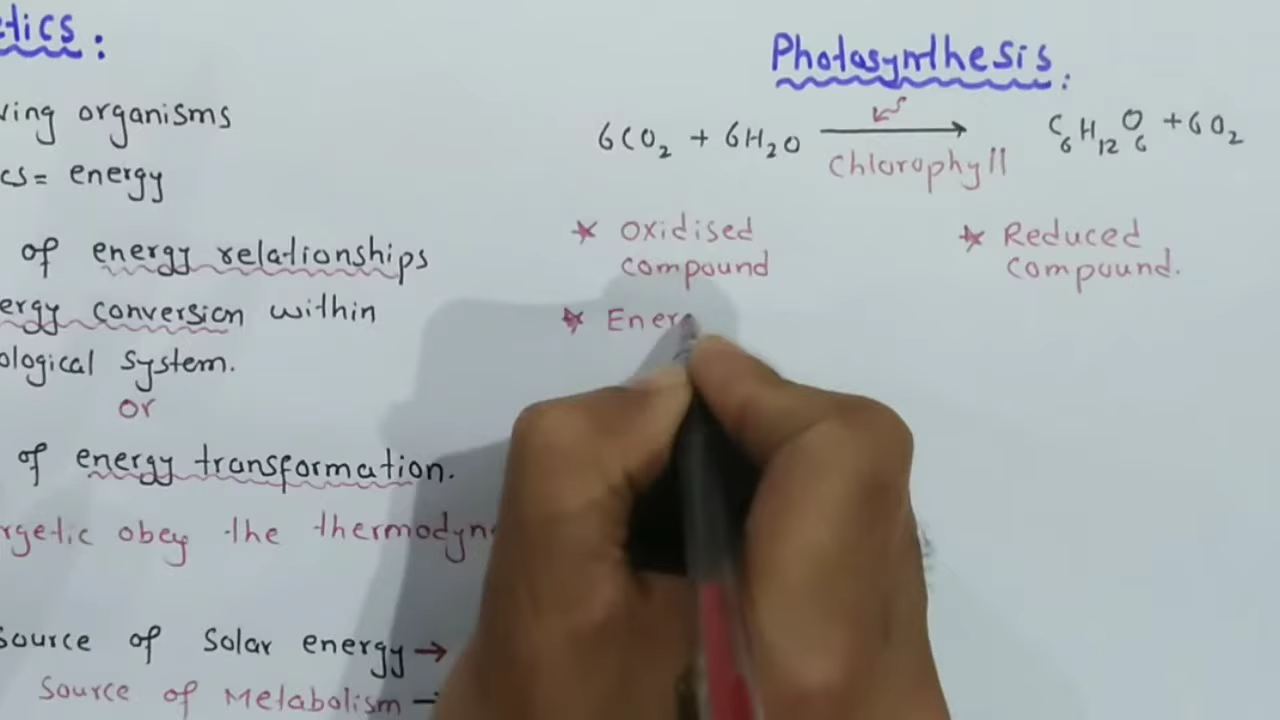 etics:
ving organisms
cs= energy
of energy relationships
ergy conversion within
ological system.
or
of energy transformation.
rgetic obey the thermodyn
Source of Solar energy→
Source of Metabolism
Photosynthesis:
6CO2 + 6H2O → C6H12O6 + 6O2
Chlorophyll
* Oxidised
compound
* Reduced
compound.
* Ener